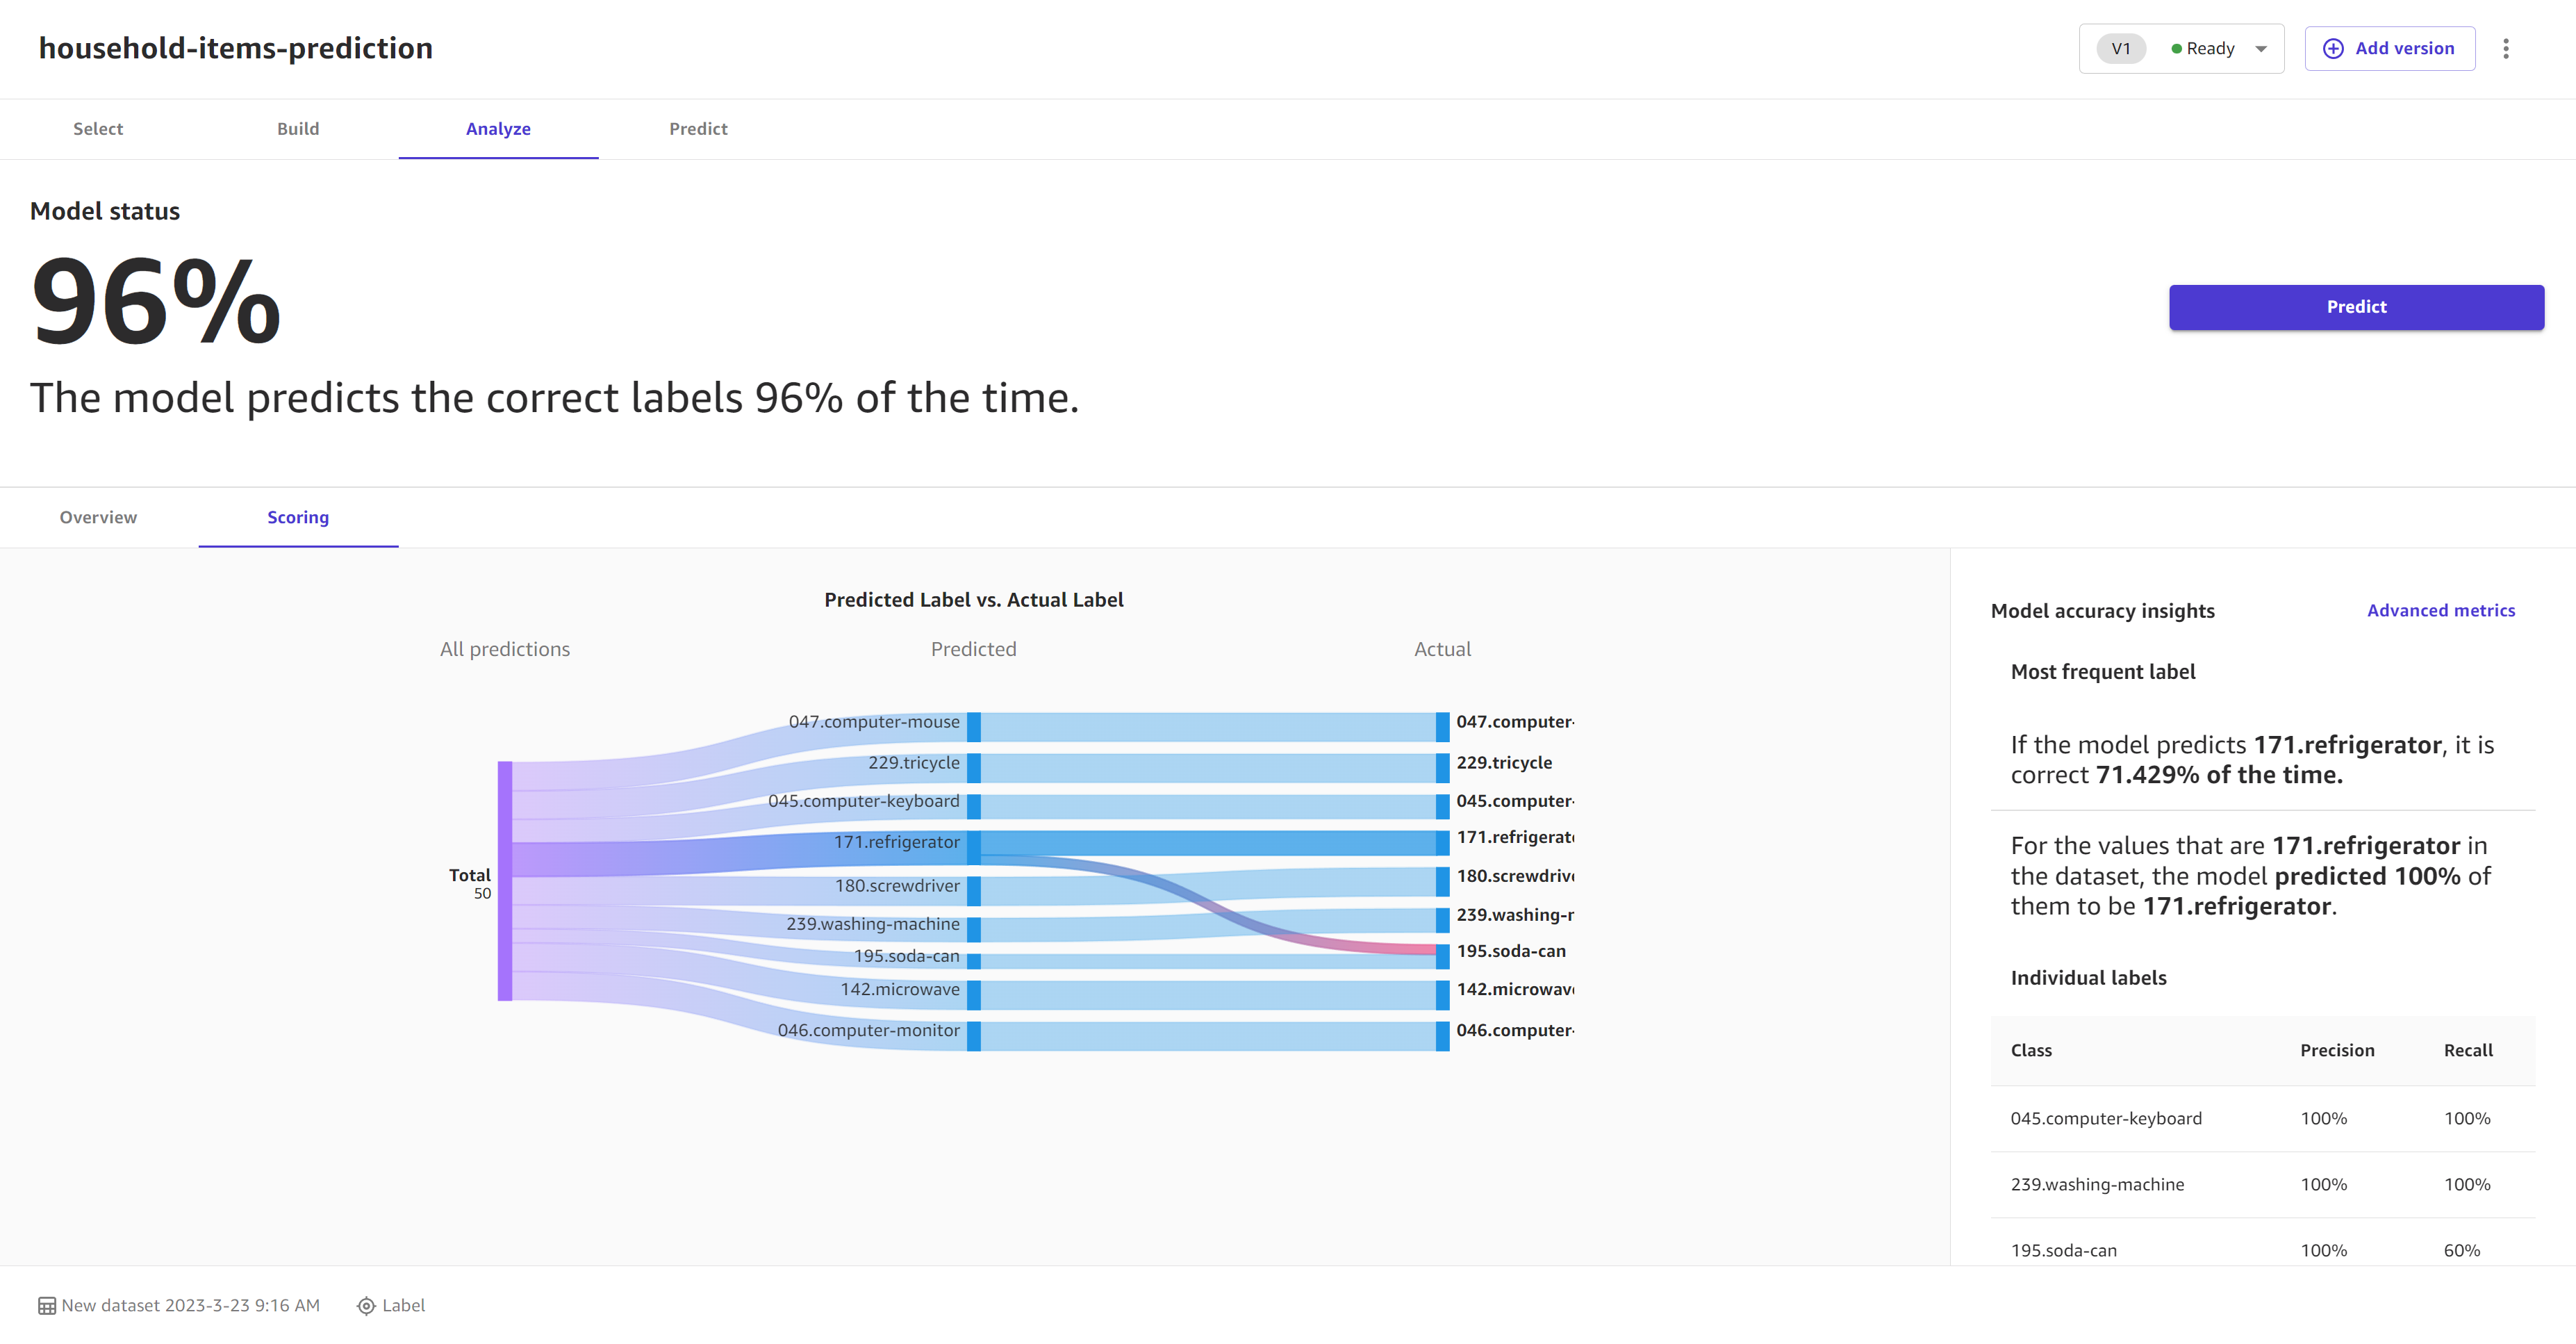 household-items-prediction
V1 Ready
Add version
Select Build Analyze Predict
Model status
96%
Predict
The model predicts the correct labels 96% of the time.
Overview Scoring
Predicted Label vs. Actual Label
All predictions Predicted Actual
Total
50
047.computer-mouse
229.tricycle
045.computer-keyboard
171.refrigerator
180.screwdriver
239.washing-machine
195.soda-can
142.microwave
046.computer-monitor
047.computer-
229.tricycle
045.computer-
171.refrigerat
180.screwdriv
239.washing-
195.soda-can
142.microwav
046.computer-
Model accuracy insights Advanced metrics
Most frequent label
If the model predicts 171.refrigerator, it is
correct 71.429% of the time.
For the values that are 171.refrigerator in
the dataset, the model predicted 100% of
them to be 171.refrigerator.
Individual labels
Class Precision Recall
045.computer-keyboard 100% 100%
239.washing-machine 100% 100%
195.soda-can 100% 60%
New dataset 2023-3-23 9:16 AM Label